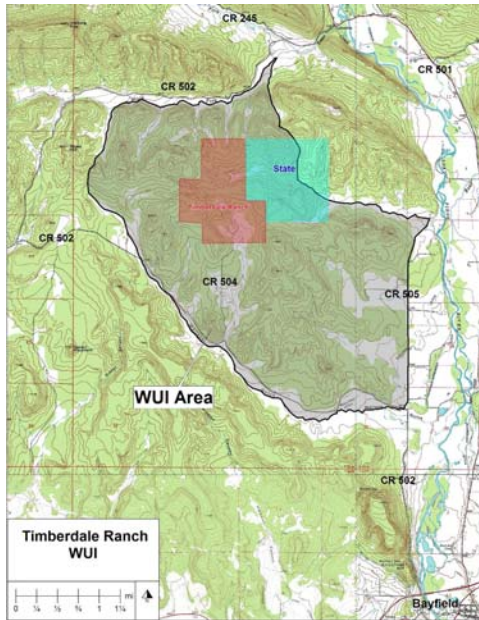 CR 245
CR 501
CR 502
State
Timberdale Ranch
CR 502
CR 504
CR 505
WUI Area
CR 502
Timberdale Ranch
WUI
mi
0 ¼ ½ ¾ 1 1¼
Bayfield